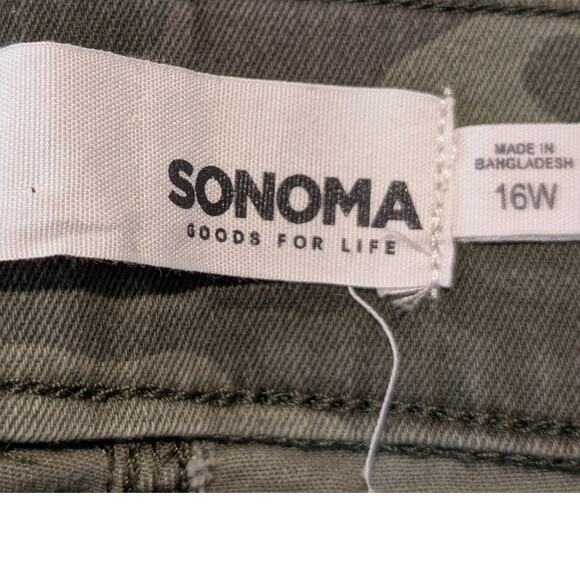 SONOMA
GOODS FOR LIFE
MADE IN
BANGLADESH
16W